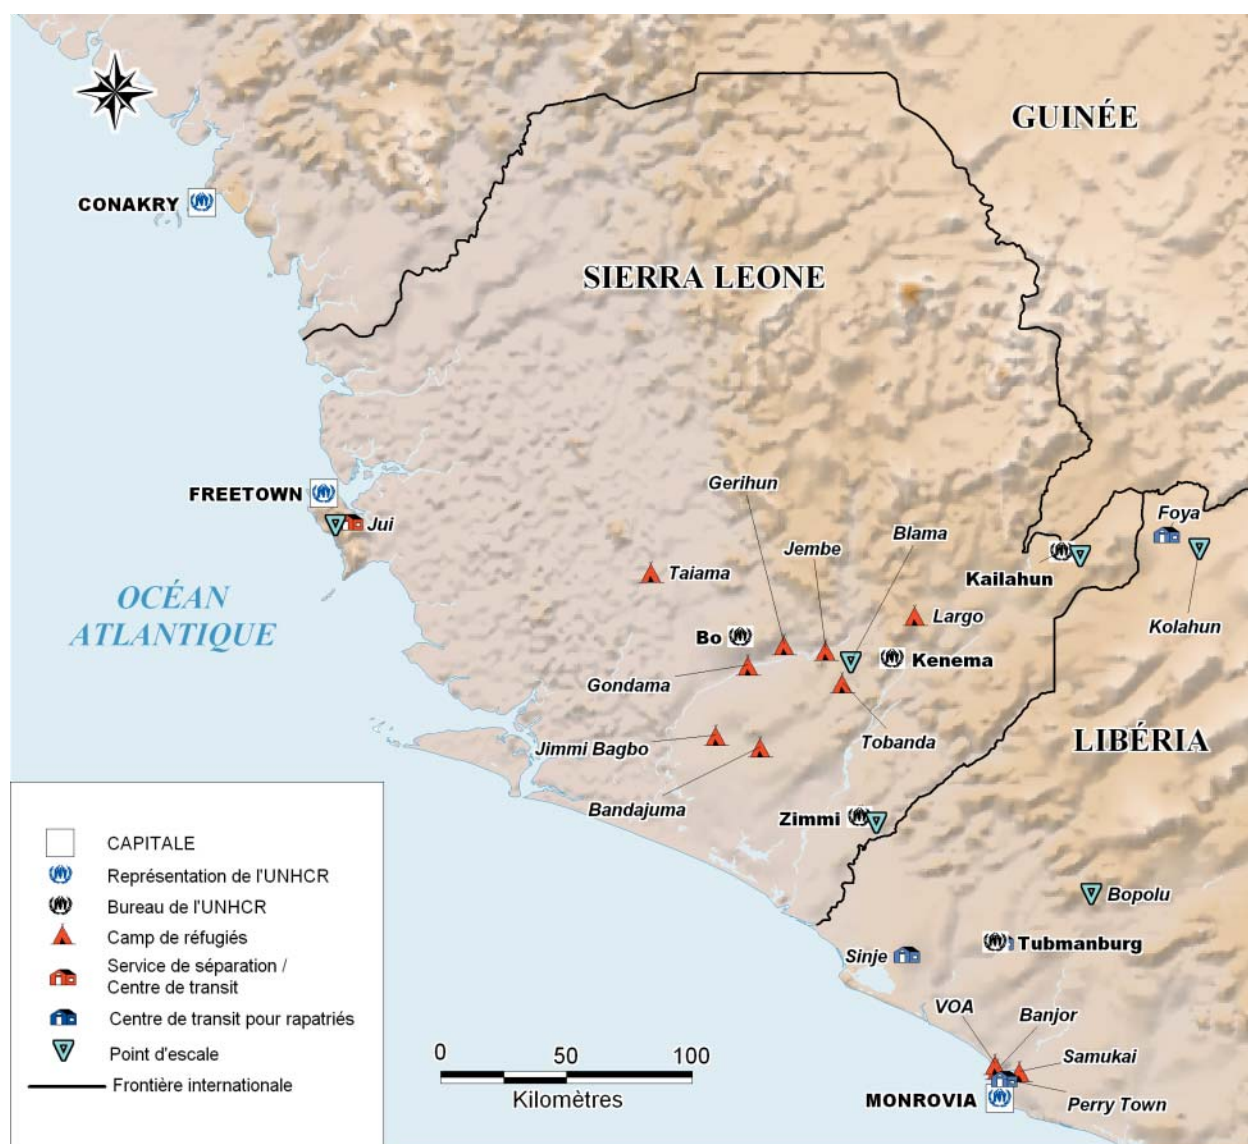 GUINÉE
CONAKRY
SIERRA LEONE
FREETOWN
Jui
Gerihun
Blama
Foya
Jembe
Kailahun
Taiama
Largo
Kolahun
OCÉAN
ATLANTIQUE
Bo
Kenema
Gondama
Tobanda
LIBÉRIA
Jimmi Bagbo
Bandajuma
Zimmi
Bopolu
Tubmanburg
Sinje
VOA
Banjor
Samukai
Perry Town
MONROVIA
CAPITALE
Représentation de l'UNHCR
Bureau de l'UNHCR
Camp de réfugiés
Service de séparation /
Centre de transit
Centre de transit pour rapatriés
Point d'escale
Frontière internationale
0 50 100
Kilomètres